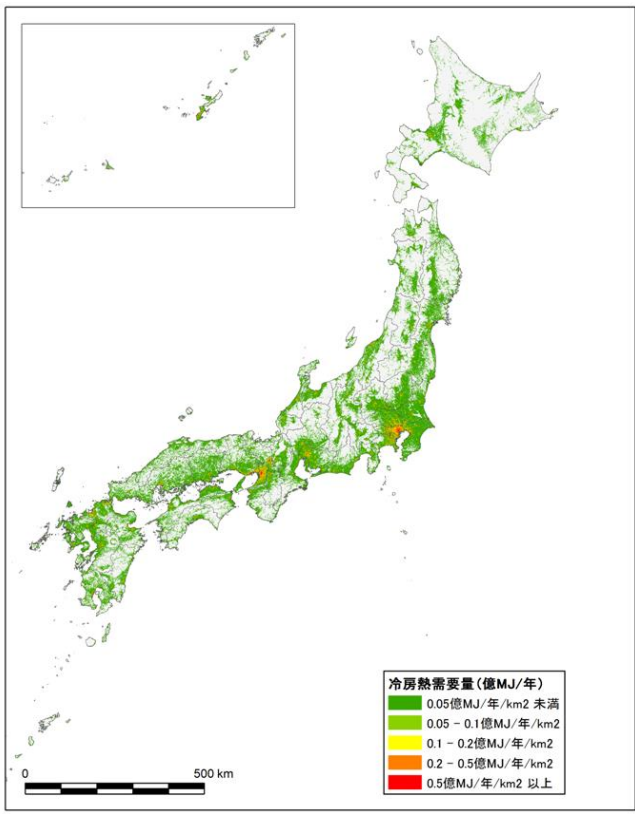 冷房熱需要量(億MJ/年)
0.05億MJ/年/km2 未満
0.05 - 0.1億MJ/年/km2
0.1 - 0.2億MJ/年/km2
0.2 - 0.5億MJ/年/km2
0.5億MJ/年/km2 以上
0 500 km